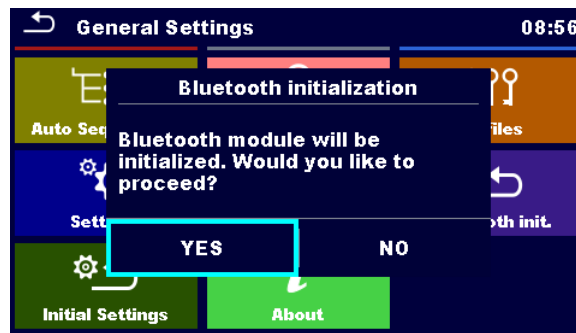 General Settings 08:56
Bluetooth initialization
Auto Seq
files
Bluetooth module will be
initialized. Would you like to
proceed?
Sett
oth init.
YES NO
Initial Settings About